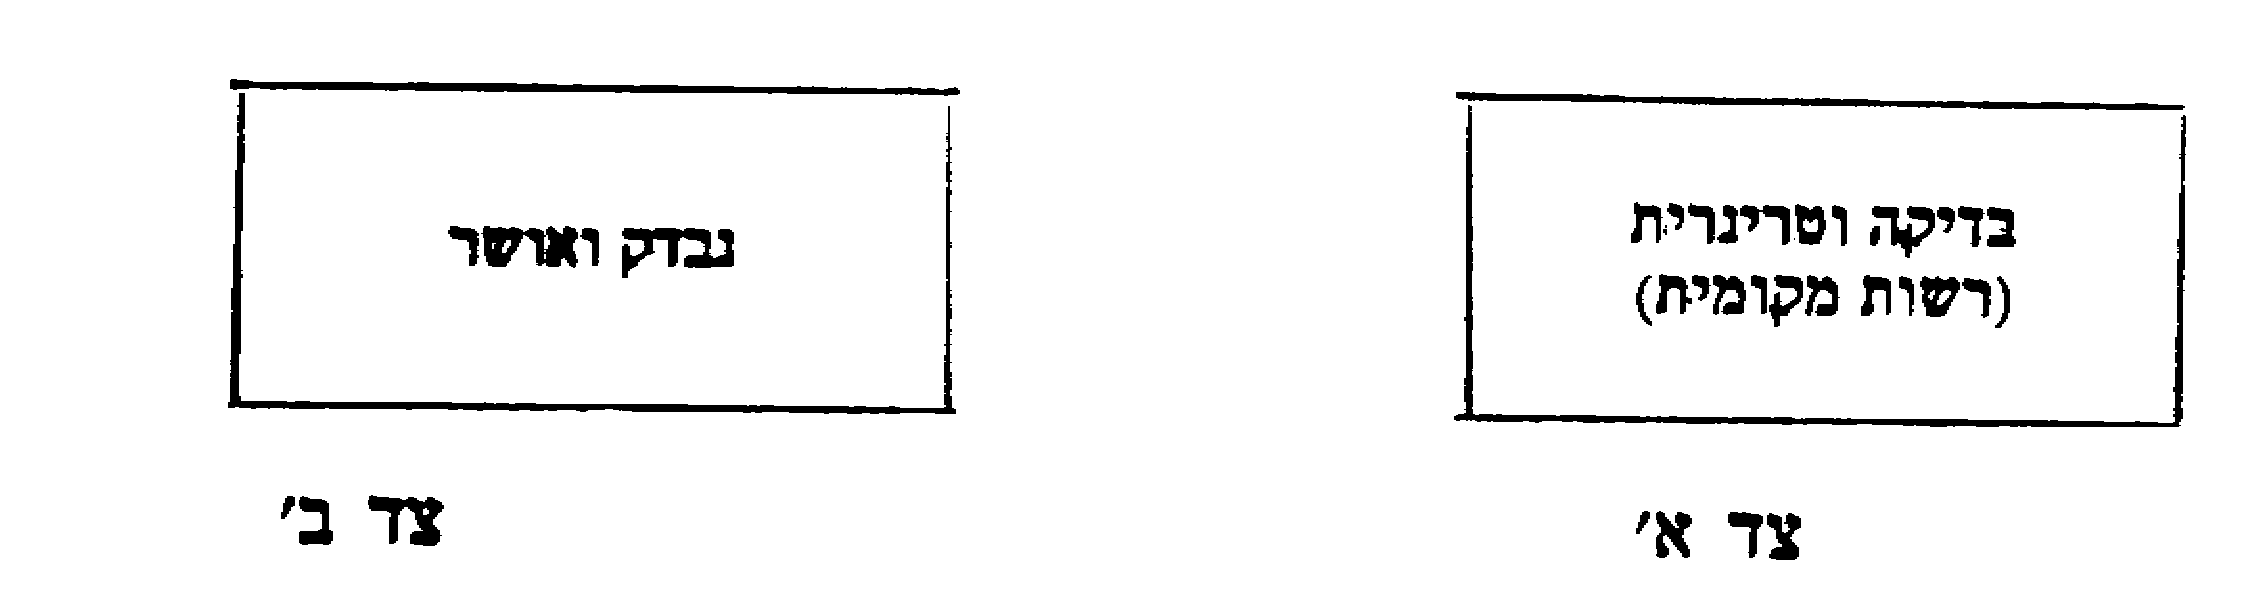 בדיקה וטרינרית
(רשות מקומית)
צד א׳
נבדק ואושר
צד ב׳